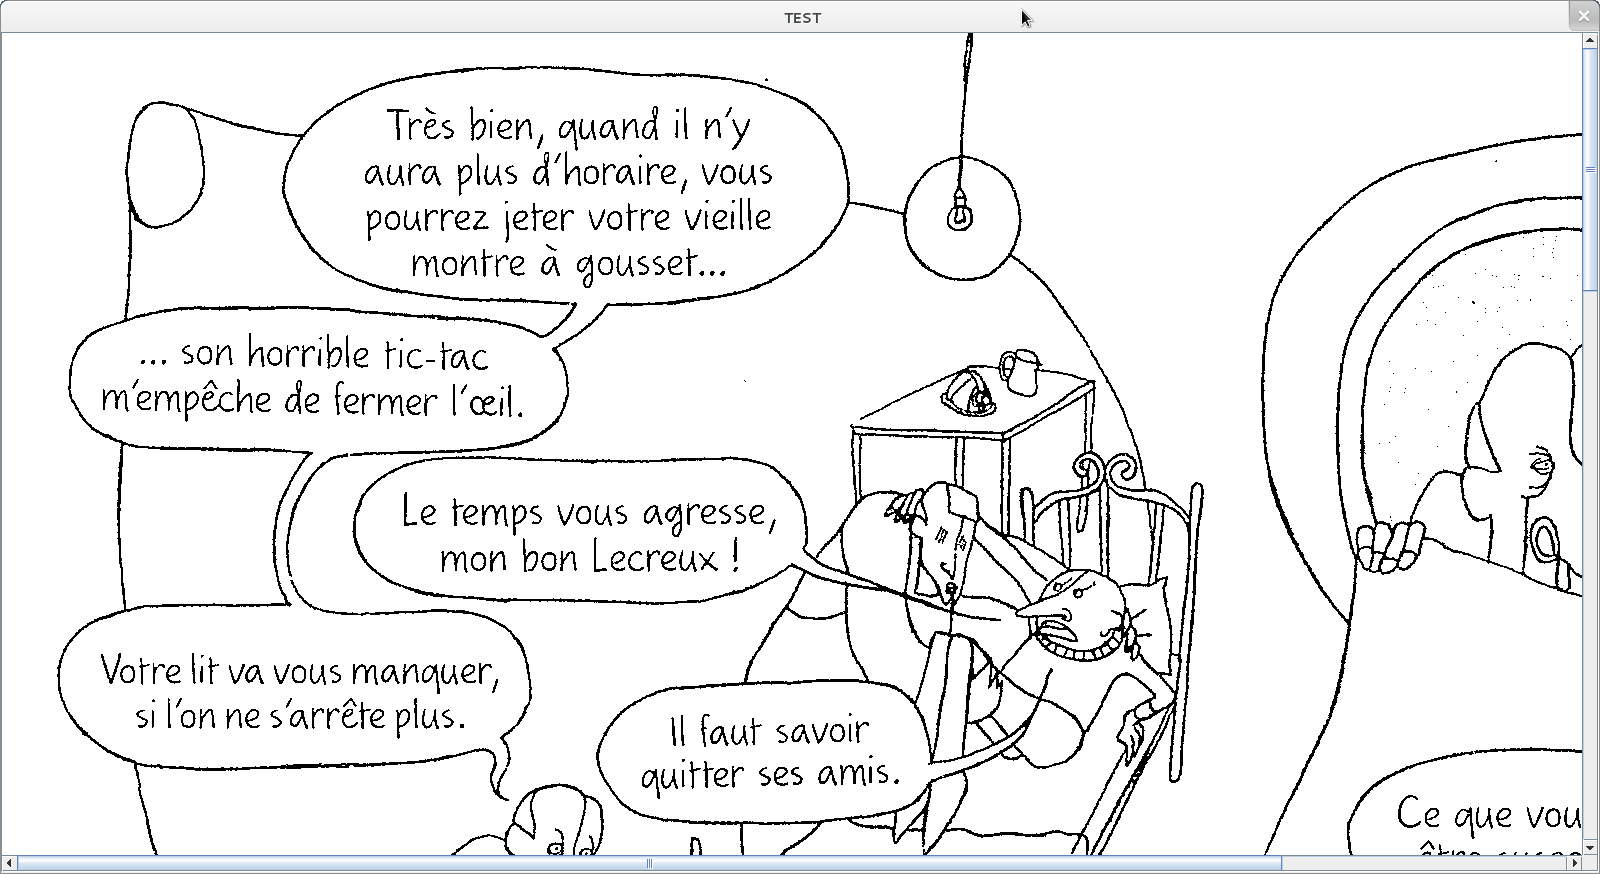 TEST
Très bien, quand il n'y
aura plus d'horaire, vous
pourrez jeter votre vieille
montre à gousset...
... son horrible tic-tac
m'empêche de fermer l'œil.
Le temps vous agresse,
mon bon Lecreux !
Votre lit va vous manquer,
si l'on ne s'arrête plus.
Il faut savoir
quitter ses amis.
Ce que vou
être